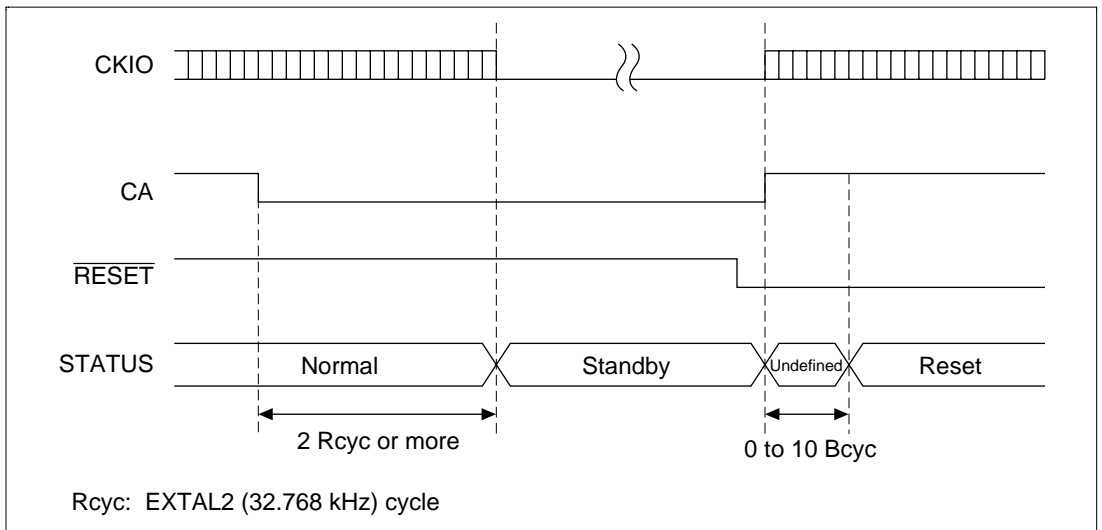 CKIO
CA
RESET
STATUS Normal Standby Undefined Reset
2 Rcyc or more 0 to 10 Bcyc
Rcyc: EXTAL2 (32.768 kHz) cycle